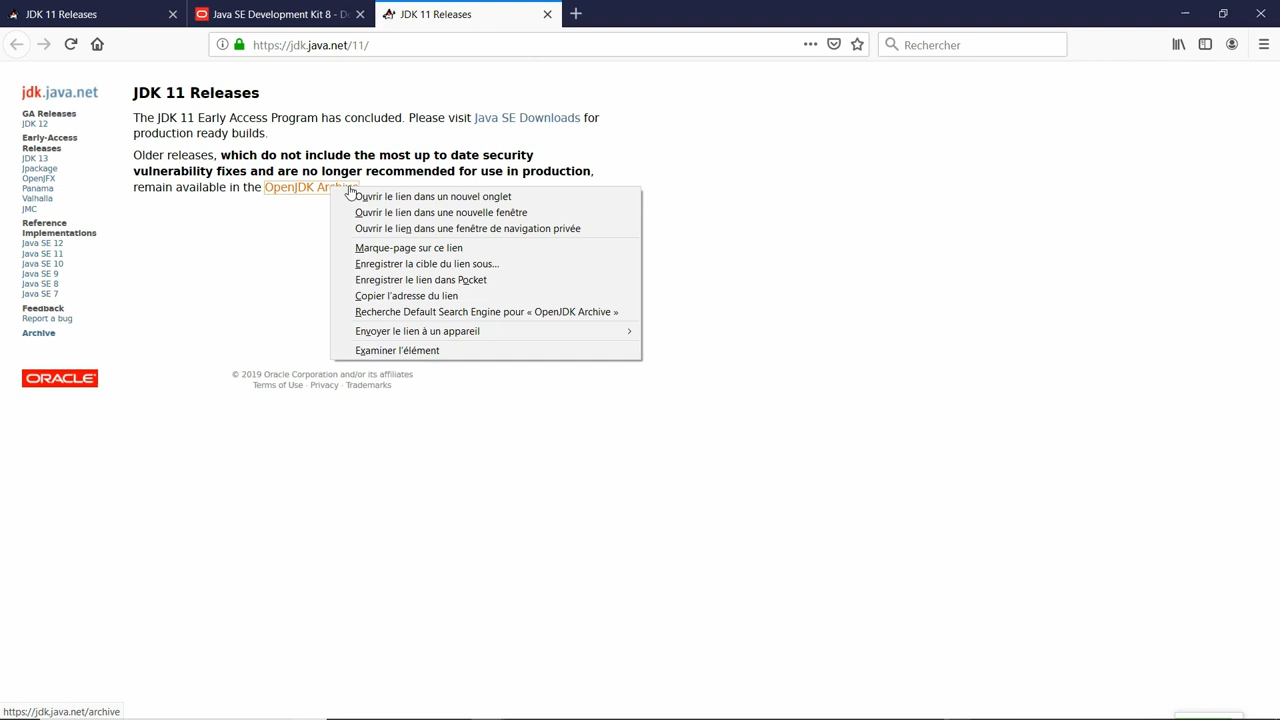 JDK 11 Releases
Java SE Development Kit 8 - D
JDK 11 Releases
https://jdk.java.net/11/
Rechercher
jdk.java.net
GA Releases
JDK 12
Early-Access
Releases
JDK 13
jpackage
OpenJFX
Panama
Valhalla
JMC
Reference
Implementations
Java SE 12
Java SE 11
Java SE 10
Java SE 9
Java SE 8
Java SE 7
Feedback
Report a bug
Archive
ORACLE
JDK 11 Releases
The JDK 11 Early Access Program has concluded. Please visit Java SE Downloads for
production ready builds.
Older releases, which do not include the most up to date security
vulnerability fixes and are no longer recommended for use in production,
remain available in the OpenJDK Archive
Ouvrir le lien dans un nouvel onglet
Ouvrir le lien dans une nouvelle fenêtre
Ouvrir le lien dans une fenêtre de navigation privée
Marque-page sur ce lien
Enregistrer la cible du lien sous...
Enregistrer le lien dans Pocket
Copier l'adresse du lien
Recherche Default Search Engine pour « OpenJDK Archive »
Envoyer le lien à un appareil
Examiner l'élément
© 2019 Oracle Corporation and/or its affiliates
Terms of Use · Privacy · Trademarks
https://jdk.java.net/archive